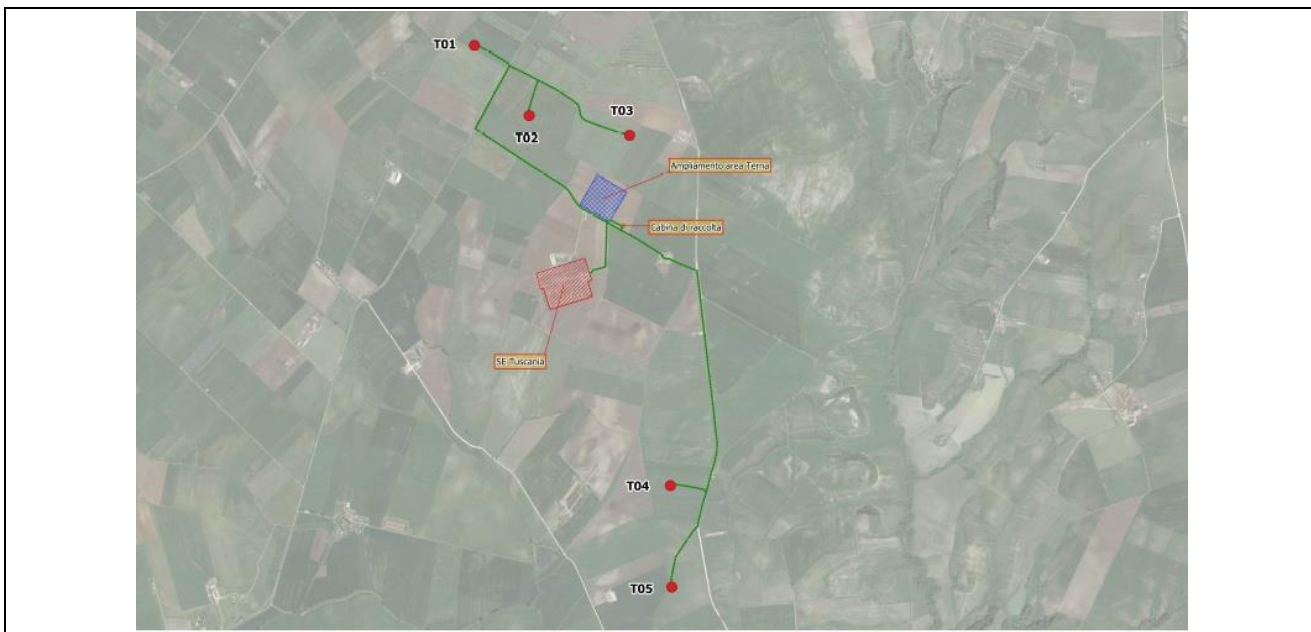 T01
T03
T02
Ampliamento area Terna
Cabina di raccolta
SE Tuscania
T04
T05